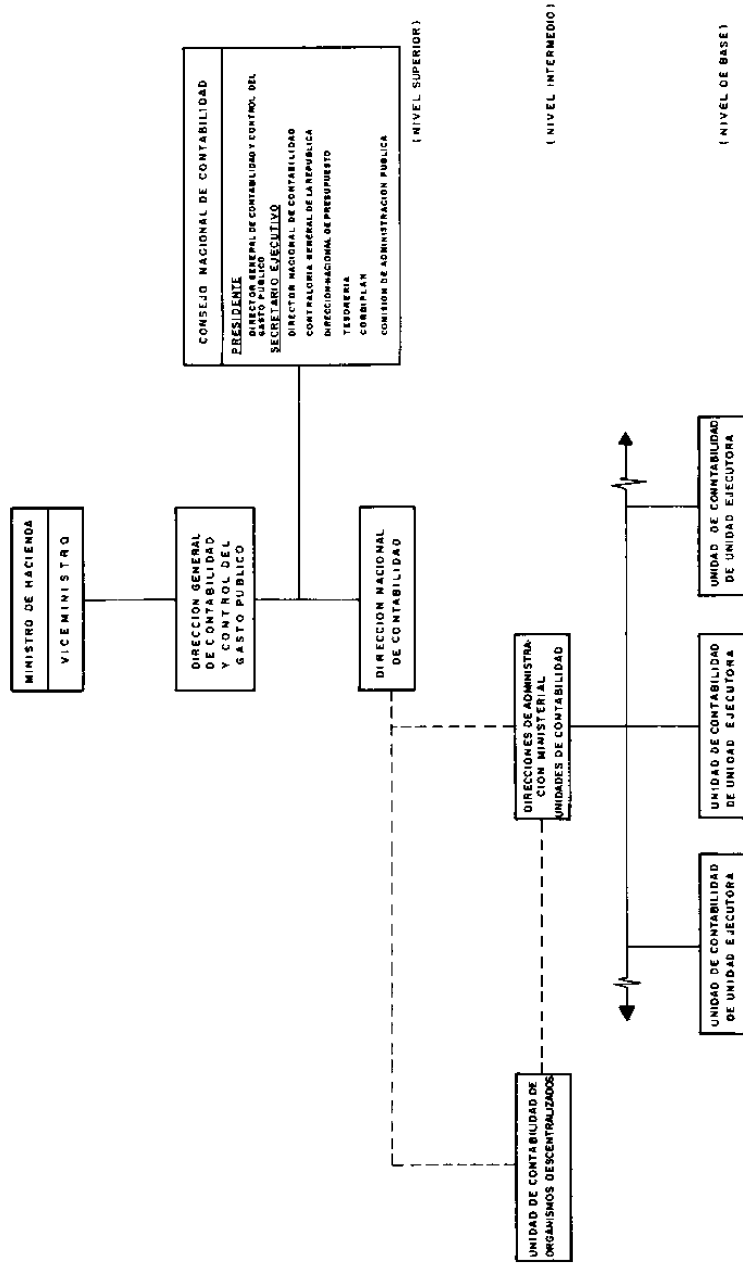 MINISTRO DE HACIENDA
VICEMINISTRO
DIRECCION GENERAL
DE CONTABILIDAD
Y CONTROL DEL
GASTO PUBLICO
CONSEJO NACIONAL DE CONTABILIDAD
PRESIDENTE
DIRECTOR GENERAL DE CONTABILIDAD Y CONTROL DEL
GASTO PUBLICO
SECRETARIO EJECUTIVO
DIRECTOR NACIONAL DE CONTABILIDAD
CONTRALORIA GENERAL DE LA REPUBLICA
DIRECCION NACIONAL DE PRESUPUESTO
TESORERIA
CORDIPLAN
COMISION DE ADMINISTRACION PUBLICA
DIRECCION NACIONAL
DE CONTABILIDAD
(NIVEL SUPERIOR)
UNIDAD DE CONTABILIDAD DE
ORGANISMOS DESCENTRALIZADOS
DIRECCIONES DE ADMINISTRA-
CION MINISTERIAL
UNIDADES DE CONTABILIDAD
(NIVEL INTERMEDIO)
UNIDAD DE CONTABILIDAD
DE UNIDAD EJECUTORA
UNIDAD DE CONTABILIDAD
DE UNIDAD EJECUTORA
UNIDAD DE CONNTABILIDAD
DE UNIDAD EJECUTORA
(NIVEL DE BASE)